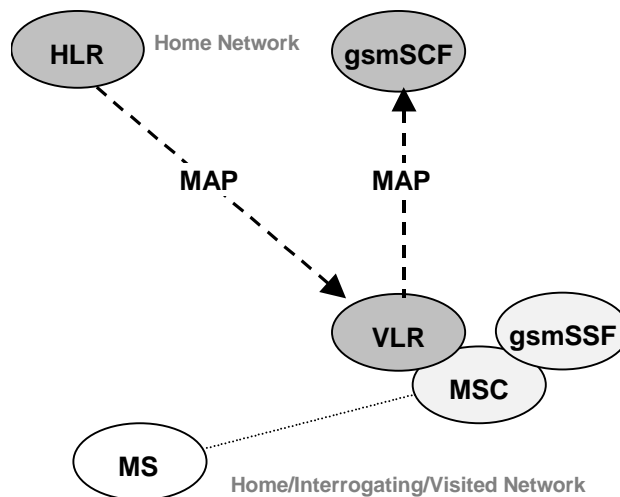 HLR
Home Network
gsmSCF
MAP
MAP
VLR
gsmSSF
MSC
MS
Home/Interrogating/Visited Network